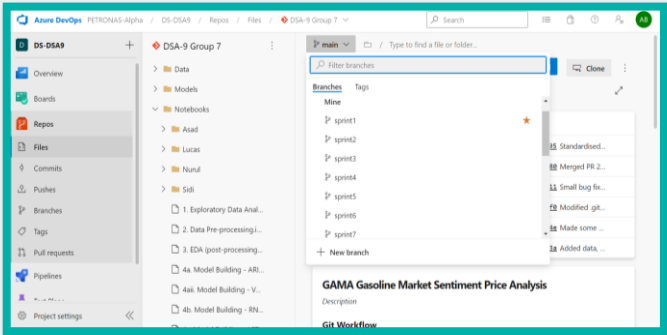 Azure DevOps PETRONAS-Alpha / DS-DSA9 / Repos / Files / DSA-9 Group 7
Search
AB
D DS-DSA9
Overview
Boards
Repos
Files
Commits
Pushes
Branches
Tags
Pull requests
Pipelines
Project settings
DSA-9 Group 7
Data
Models
Notebooks
Asad
Lucas
Nurul
Sidi
1. Exploratory Data Anal...
2. Data Pre-processing.i...
3. EDA (post-processing...
4a. Model Building - ARI...
4aii. Model Building - V...
4b. Model Building - RN...
main / Type to find a file or folder...
Clone
Filter branches
Branches Tags
Mine
sprint1
sprint2
sprint3
sprint4
sprint5
sprint6
sprint7
New branch
Standardised...
Merged PR 2...
Small bug fix...
Modified .git...
Made some ...
Added data, ...
GAMA Gasoline Market Sentiment Price Analysis
Description
Git Workflow